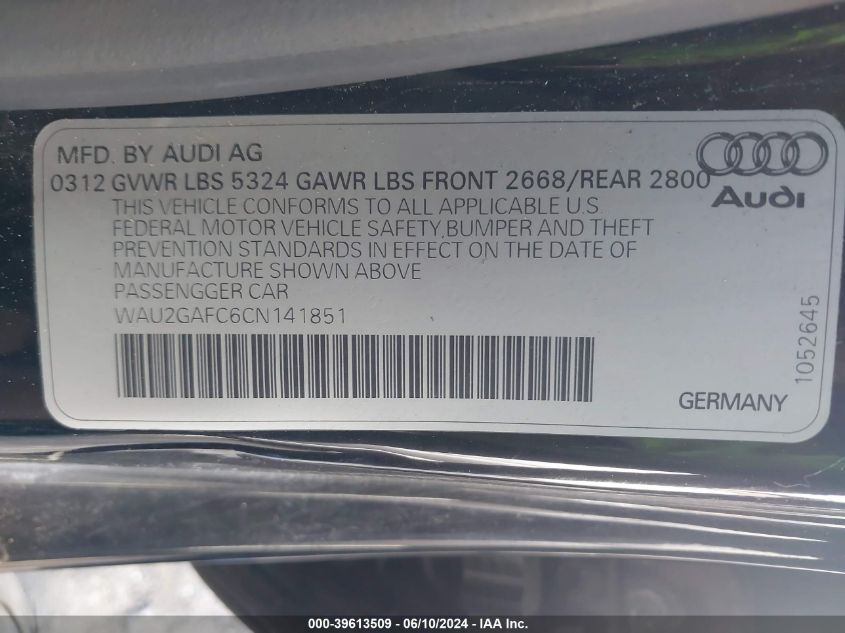 MFD. BY AUDI AG
0312 GVWR LBS 5324 GAWR LBS FRONT 2668/REAR 2800
Audi
THIS VEHICLE CONFORMS TO ALL APPLICABLE U.S.
FEDERAL MOTOR VEHICLE SAFETY,BUMPER AND THEFT
PREVENTION STANDARDS IN EFFECT ON THE DATE OF
MANUFACTURE SHOWN ABOVE
PASSENGGER CAR
WAU2GAFC6CN141851
1052645
GERMANY
000-39613509 - 06/10/2024 - IAA Inc.